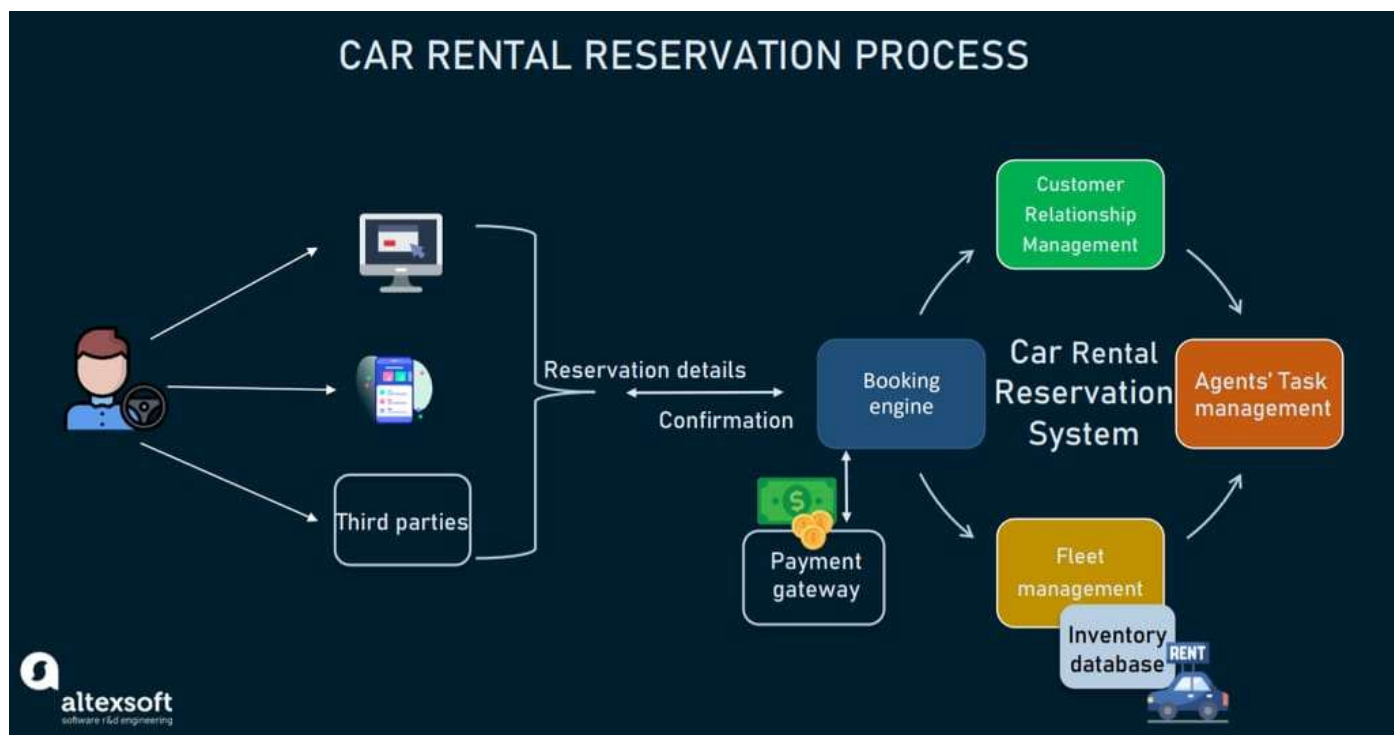 CAR RENTAL RESERVATION PROCESS
Customer
Relationship
Management
Reservation details
Confirmation
Booking
engine
Car Rental
Reservation
System
Agents' Task
management
Third parties
Payment
gateway
Fleet
management
Inventory
database
RENT
altexsoft
software r&d engineering